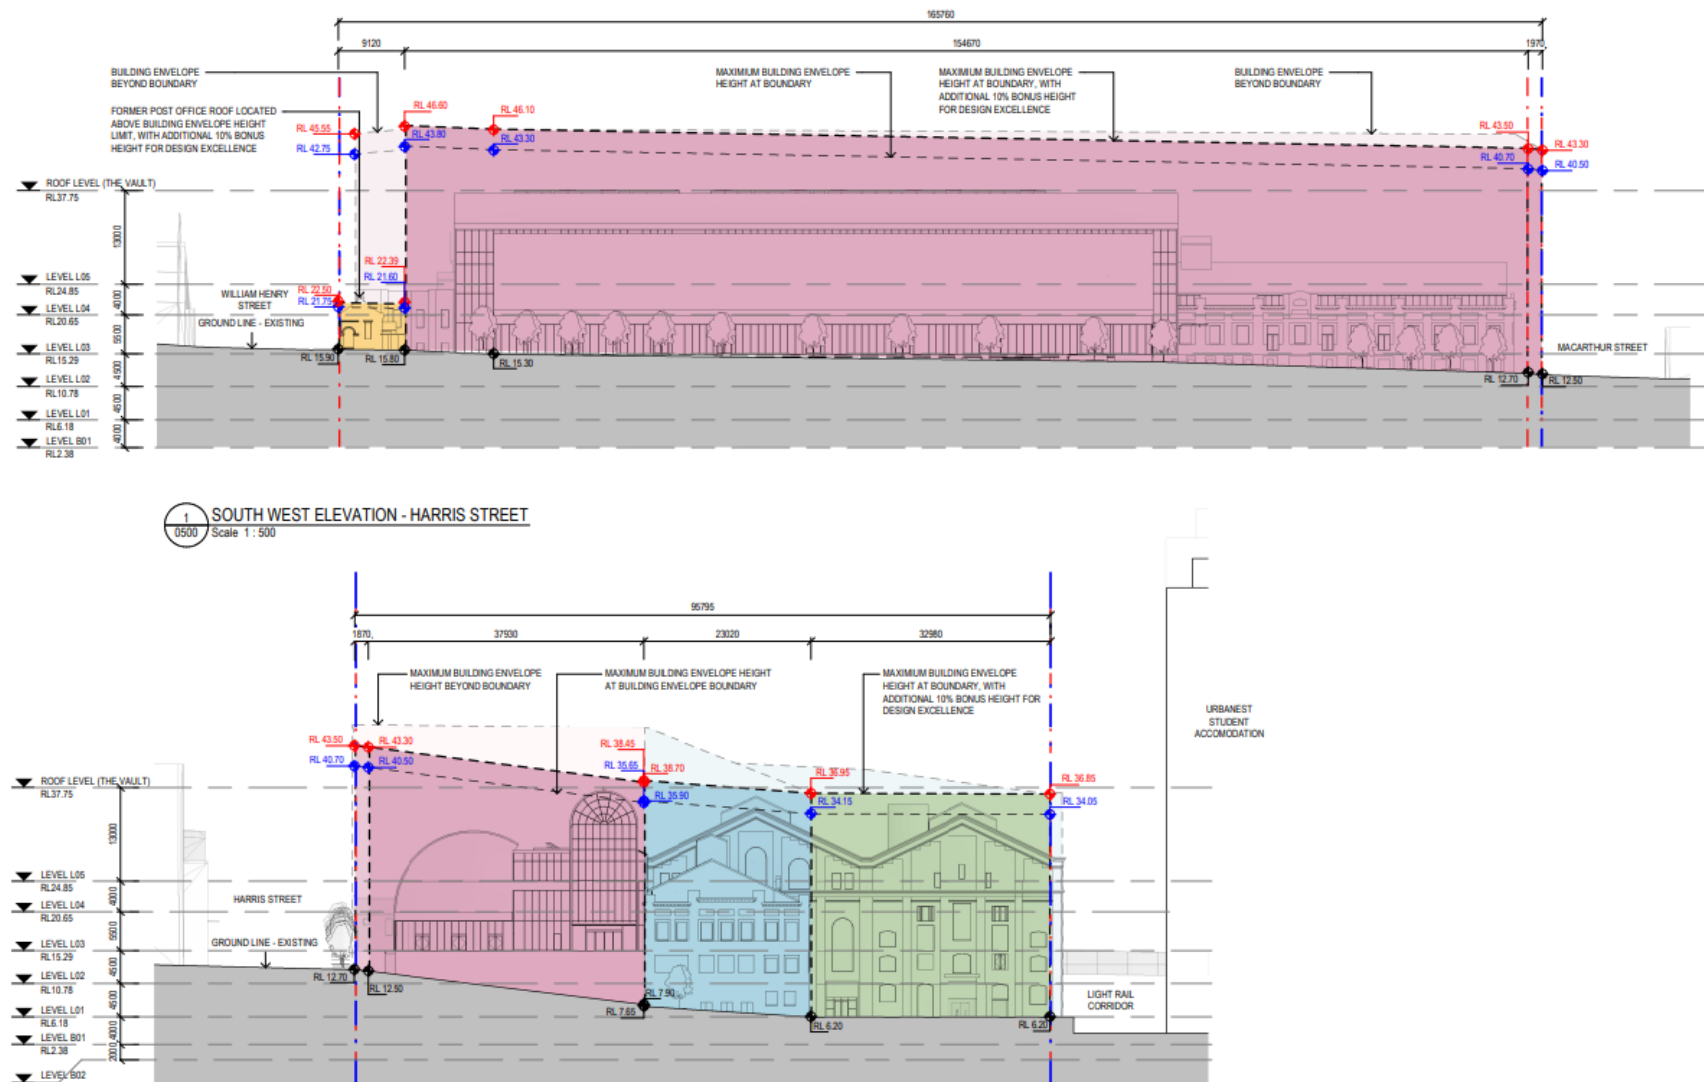 165760
9120
154670
1970
BUILDING ENVELOPE
BEYOND BOUNDARY
MAXIMIUM BUILDING ENVELOPE
HEIGHT AT BOUNDARY
MAXIMUM BUILDING ENVELOPE
HEIGHT AT BOUNDARY, WITH
ADDITIONAL 10% BONUS HEIGHT
FOR DESIGN EXCELLENCE
BUILDING ENVELOPE
BEYOND BOUNDARY
FORMER POST OFFICE ROOF LOCATED
ABOVE BUILDING ENVELOPE HEIGHT
LIMIT, WITH ADDITIONAL 10% BONUS
HEIGHT FOR DESIGN EXCELLENCE
RL 45.55
RL 42.75
RL 46.60
RL 43.80
RL 46.10
RL 43.30
RL 43.50
RL 40.70
RL 43.30
RL 40.50
ROOF LEVEL (THE VAULT)
RL37.75
13000
LEVEL L05
RL24.85
4000
LEVEL L04
RL20.65
5500
LEVEL L03
RL15.29
4500
LEVEL L02
RL10.78
4500
LEVEL L01
RL6.18
4000
LEVEL B01
RL2.38
WILLIAM HENRY
STREET
GROUND LINE - EXISTING
RL 22.50
RL 21.75
RL 22.39
RL 21.60
RL 15.90
RL 15.80
RL 15.30
RL 12.70
RL 12.50
MACARTHUR STREET
1
0500
SOUTH WEST ELEVATION - HARRIS STREET
Scale 1 : 500
95795
1870
37930
23020
32980
MAXIMUM BUILDING ENVELOPE
HEIGHT BEYOND BOUNDARY
MAXIMUM BUILDING ENVELOPE HEIGHT
AT BUILDING ENVELOPE BOUNDARY
MAXIMUM BUILDING ENVELOPE
HEIGHT AT BOUNDARY, WITH
ADDITIONAL 10% BONUS HEIGHT FOR
DESIGN EXCELLENCE
URBANEST
STUDENT
ACCOMODATION
RL 43.50
RL 40.70
RL 43.30
RL 40.50
RL 38.45
RL 35.65
RL 38.70
RL 35.90
RL 36.95
RL 34.15
RL 36.85
RL 34.05
ROOF LEVEL (THE VAULT)
RL37.75
13000
LEVEL L05
RL24.85
4000
LEVEL L04
RL20.65
5500
LEVEL L03
RL15.29
4500
LEVEL L02
RL10.78
4500
LEVEL L01
RL6.18
4000
LEVEL B01
RL2.38
2000
LEVEL B02
HARRIS STREET
GROUND LINE - EXISTING
RL 12.70
RL 12.50
RL 7.90
RL 7.65
RL 6.20
RL 6.20
LIGHT RAIL
CORRIDOR